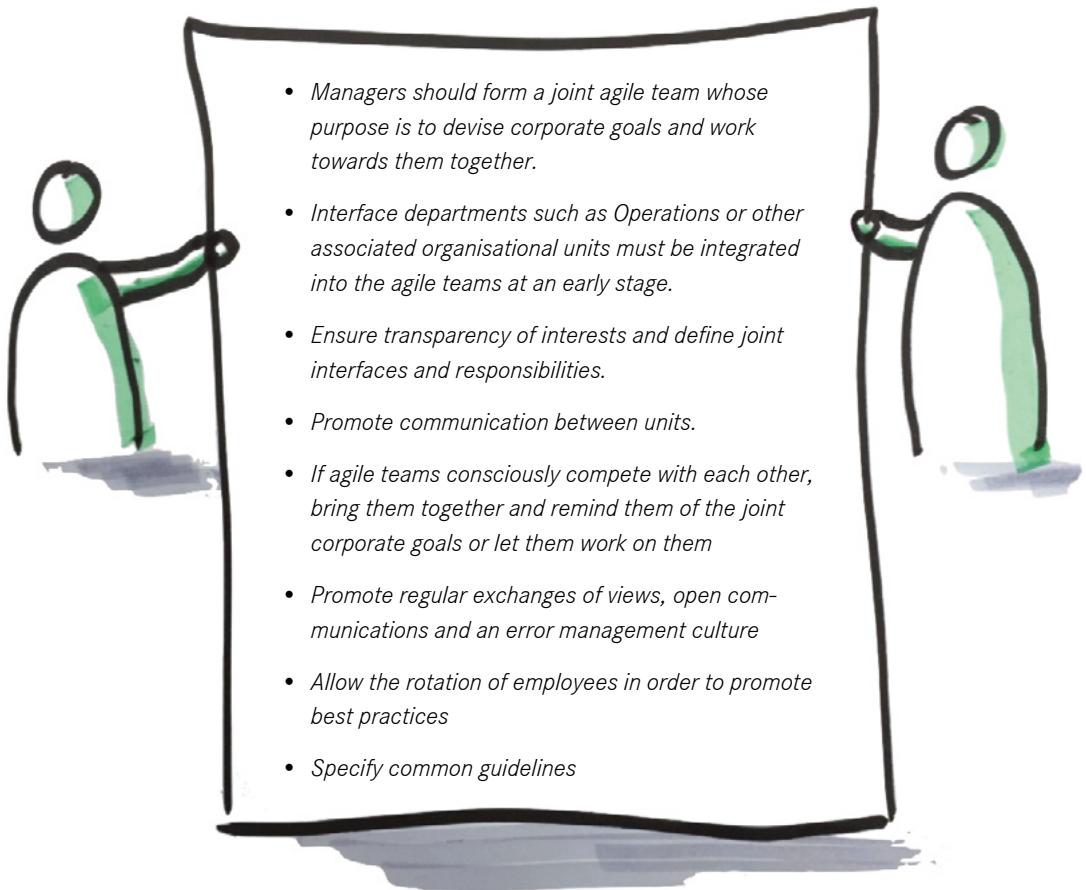 • Managers should form a joint agile team whose
purpose is to devise corporate goals and work
towards them together.
• Interface departments such as Operations or other
associated organisational units must be integrated
into the agile teams at an early stage.
• Ensure transparency of interests and define joint
interfaces and responsibilities.
• Promote communication between units.
• If agile teams consciously compete with each other,
bring them together and remind them of the joint
corporate goals or let them work on them
• Promote regular exchanges of views, open com-
munications and an error management culture
• Allow the rotation of employees in order to promote
best practices
• Specify common guidelines